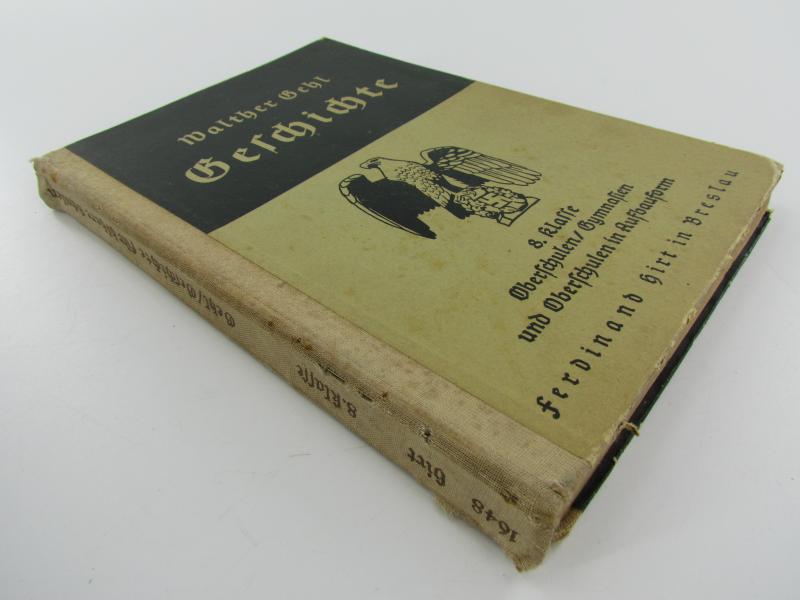 Walther Gehl
Geschichte
8. Klasse
Oberschulen/Gymnasien
und Oberschulen in Aufbauform
Ferdinand Hirt in Breslau
Gehl/Geschichte
8. Klasse
Hirt
1648